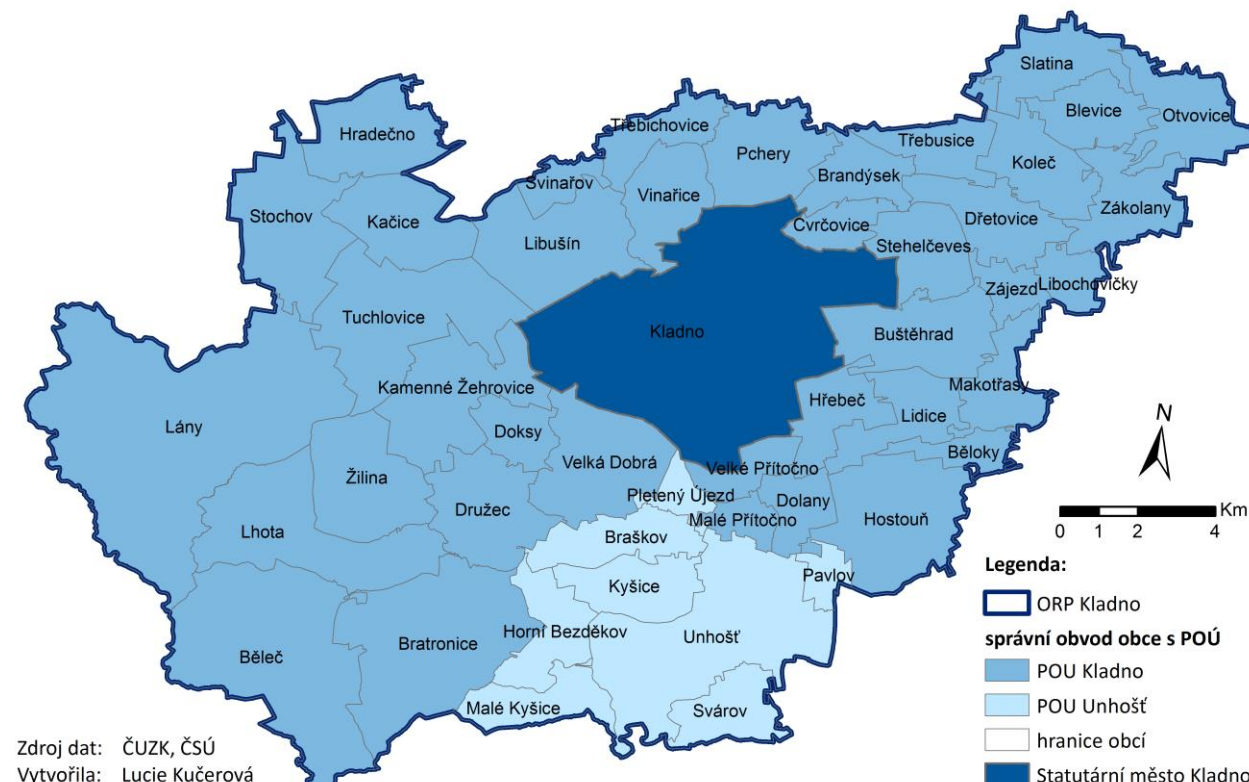 Slatina
Blevice
Otvovice
Hradečno
Třebichovice
Pchery
Třebusice
Koleč
Svinařov
Vinařice
Brandýsek
Stochov
Kačice
Zákolany
Libušín
Cvrčovice
Dřetovice
Stehelčeves
Zájezd
Libochovičky
Tuchlovice
Kladno
Buštěhrad
Kamenné Žehrovice
Makotřasy
Hřebeč
Lidice
Lány
Doksy
Velká Dobrá
Velké Přítočno
Běloky
Žilina
Pletený Újezd
Dolany
Družec
Malé Přítočno
Hostouň
Lhota
Braškov
Kyšice
Pavlov
Horní Bezděkov
Unhošť
Bratronice
Běleč
Malé Kyšice
Svárov
N
Km
0 1 2 4
Legenda:
ORP Kladno
správní obvod obce s POÚ
POU Kladno
POU Unhošť
hranice obcí
Statutární město Kladno
Zdroj dat: ČUZK, ČSÚ
Vytvořila: Lucie Kučerová